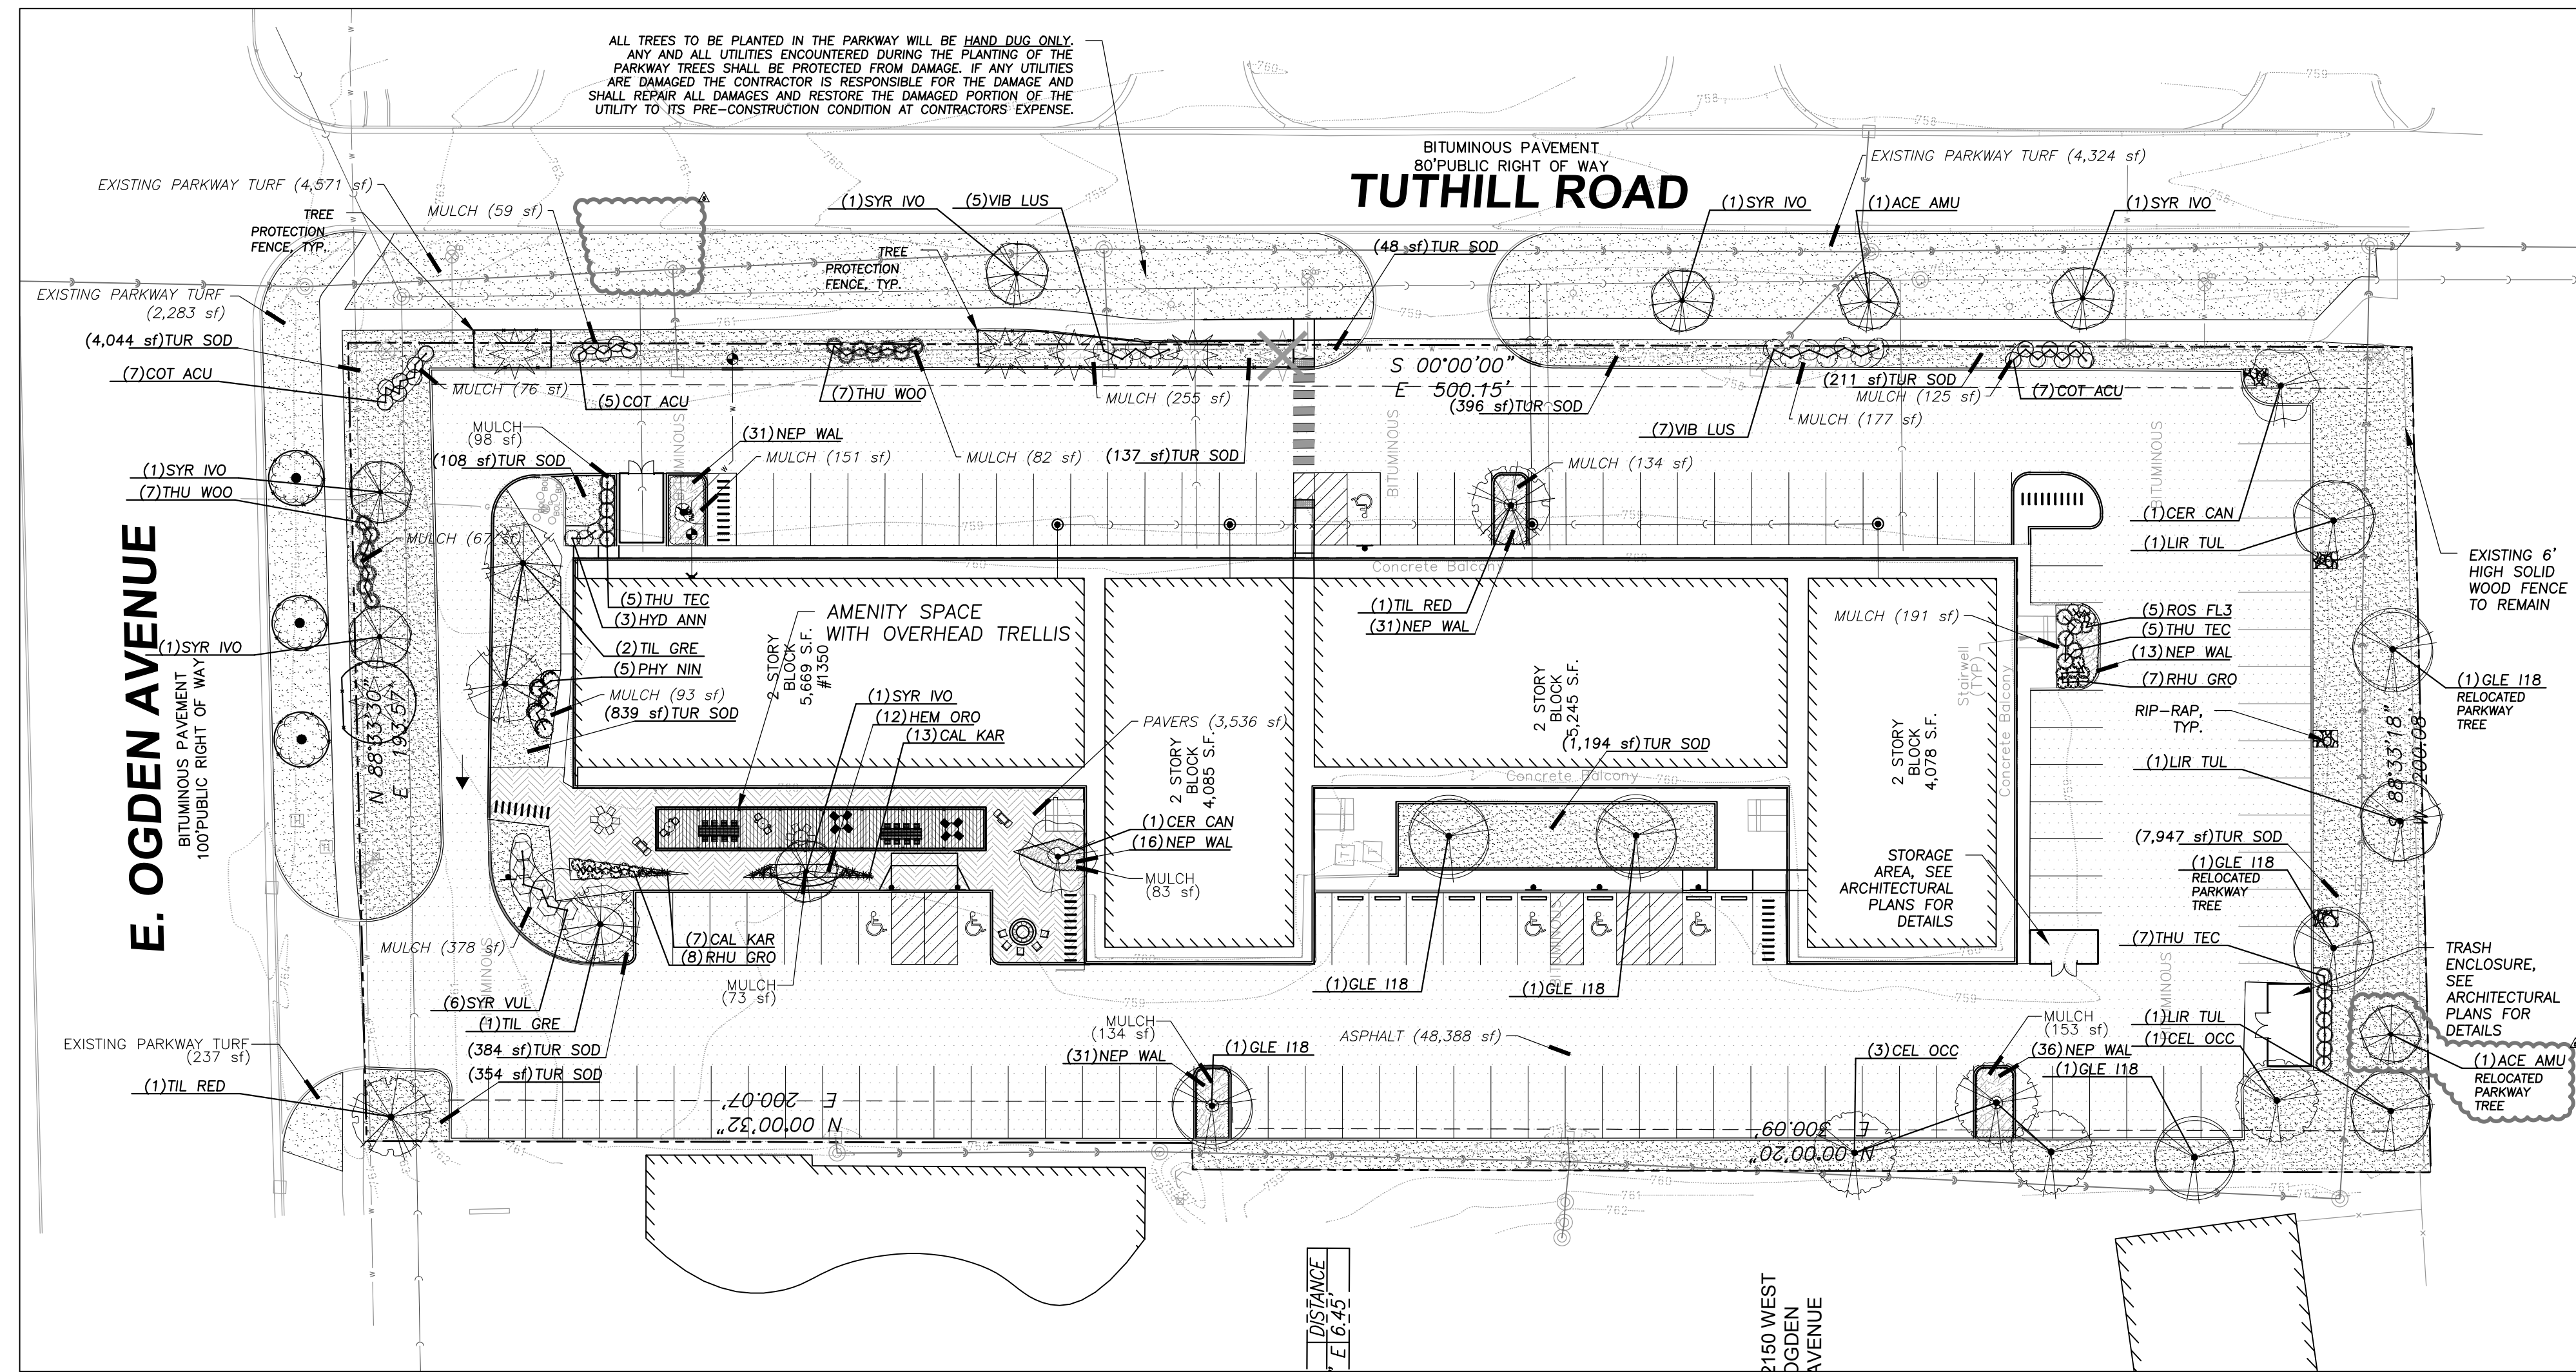 ALL TREES TO BE PLANTED IN THE PARKWAY WILL BE HAND DUG ONLY.
ANY AND ALL UTILITIES ENCOUNTERED DURING THE PLANTING OF THE
PARKWAY TREES SHALL BE PROTECTED FROM DAMAGE. IF ANY UTILITIES
ARE DAMAGED THE CONTRACTOR IS RESPONSIBLE FOR THE DAMAGE AND
SHALL REPAIR ALL DAMAGES AND RESTORE THE DAMAGED PORTION OF THE
UTILITY TO ITS PRE-CONSTRUCTION CONDITION AT CONTRACTORS EXPENSE.
BITUMINOUS PAVEMENT
80'PUBLIC RIGHT OF WAY
TUTHILL ROAD
EXISTING PARKWAY TURF (4,324 sf)
EXISTING PARKWAY TURF (4,571 sf)
MULCH (59 sf)
TREE
PROTECTION
FENCE, TYP.
(1)SYR IVO
(5)VIB LUS
(1)SYR IVO
(1)ACE AMU
(1)SYR IVO
TREE
PROTECTION
FENCE, TYP.
(48 sf)TUR SOD
EXISTING PARKWAY TURF
(2,283 sf)
(4,044 sf)TUR SOD
(7)COT ACU
MULCH (76 sf)
(5)COT ACU
(7)THU WOO
MULCH (255 sf)
S 00°00'00"
E 500.15'
(396 sf)TUR SOD
(211 sf)TUR SOD
MULCH (125 sf)
(7)COT ACU
MULCH (177 sf)
(7)VIB LUS
MULCH
(98 sf)
(31)NEP WAL
(108 sf)TUR SOD
MULCH (151 sf)
MULCH (82 sf)
(137 sf)TUR SOD
MULCH (134 sf)
(1)SYR IVO
(7)THU WOO
MULCH (67 sf)
BITUMINOUS
BITUMINOUS
BITUMINOUS
(1)CER CAN
(1)LIR TUL
EXISTING 6'
HIGH SOLID
WOOD FENCE
TO REMAIN
E. OGDEN AVENUE
BITUMINOUS PAVEMENT
100'PUBLIC RIGHT OF WAY
N 88°33'30"
E 193.57'
(1)SYR IVO
(5)THU TEC
(3)HYD ANN
(2)TIL GRE
(5)PHY NIN
MULCH (93 sf)
(839 sf)TUR SOD
AMENITY SPACE
WITH OVERHEAD TRELLIS
2 STORY
BLOCK
5,669 S.F.
#1350
Concrete Balcony
(1)TIL RED
(31)NEP WAL
MULCH (191 sf)
Stairwell
(TYP)
Concrete Balcony
(5)ROS FL3
(5)THU TEC
(13)NEP WAL
(7)RHU GRO
(1)GLE I18
RELOCATED
PARKWAY
TREE
RIP-RAP,
TYP.
(1)SYR IVO
(12)HEM ORO
(13)CAL KAR
PAVERS (3,536 sf)
2 STORY
BLOCK
4,085 S.F.
2 STORY
BLOCK
5,245 S.F.
(1,194 sf)TUR SOD
Concrete Balcony
2 STORY
BLOCK
4,078 S.F.
(1)LIR TUL
S 88°33'18"
W 200.08'
(1)CER CAN
(16)NEP WAL
MULCH
(83 sf)
STORAGE
AREA, SEE
ARCHITECTURAL
PLANS FOR
DETAILS
(7,947 sf)TUR SOD
(1)GLE I18
RELOCATED
PARKWAY
TREE
(7)THU TEC
TRASH
ENCLOSURE,
SEE
ARCHITECTURAL
PLANS FOR
DETAILS
MULCH (378 sf)
BITUMINOUS
(7)CAL KAR
(8)RHU GRO
MULCH
(73 sf)
(1)GLE I18
(1)GLE I18
BITUMINOUS
BITUMINOUS
(6)SYR VUL
(1)TIL GRE
(384 sf)TUR SOD
(354 sf)TUR SOD
EXISTING PARKWAY TURF
(237 sf)
(1)TIL RED
MULCH
(134 sf)
(31)NEP WAL
(1)GLE I18
ASPHALT (48,388 sf)
MULCH
(153 sf)
(3)CEL OCC
(36)NEP WAL
(1)GLE I18
(1)LIR TUL
(1)CEL OCC
(1)ACE AMU
RELOCATED
PARKWAY
TREE
N 00°00'32"
E 200.07'
N 00°00'20"
E 300.09'
DISTANCE
E 6.45'
2150 WEST
OGDEN
AVENUE